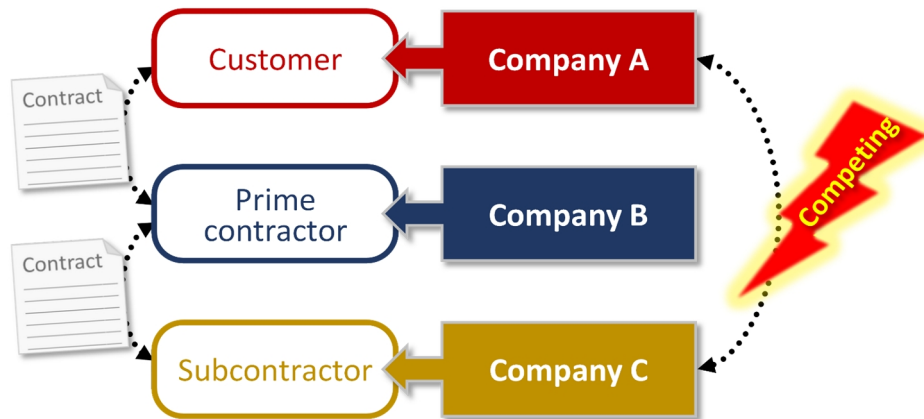 Contract
Customer
Company A
Prime
contractor
Company B
Competing
Contract
Subcontractor
Company C